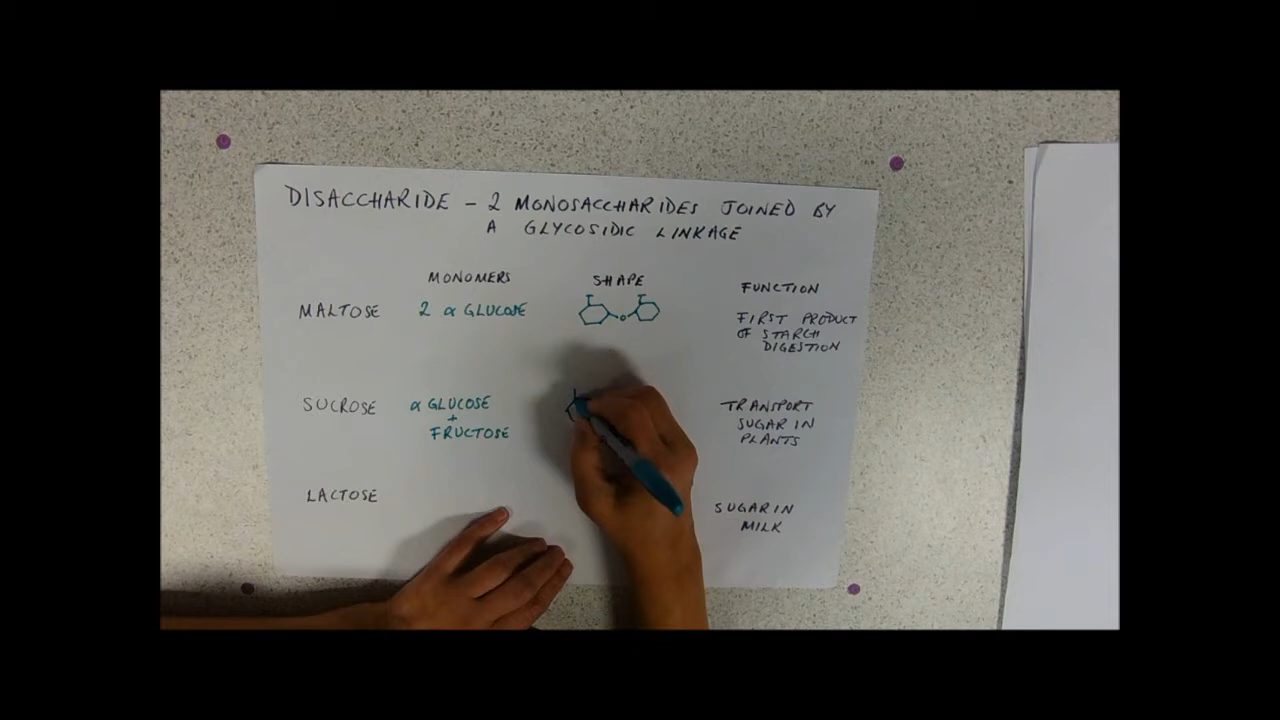 DISACCHARIDE – 2 MONOSACCHARIDES JOINED BY
A GLYCOSIDIC LINKAGE
MONOMERS SHAPE FUNCTION
MALTOSE 2 α GLUCOSE FIRST PRODUCT
OF STARCH
DIGESTION
SUCROSE α GLUCOSE
+
FRUCTOSE
TRANSPORT
SUGAR IN
PLANTS
LACTOSE
SUGAR IN
MILK